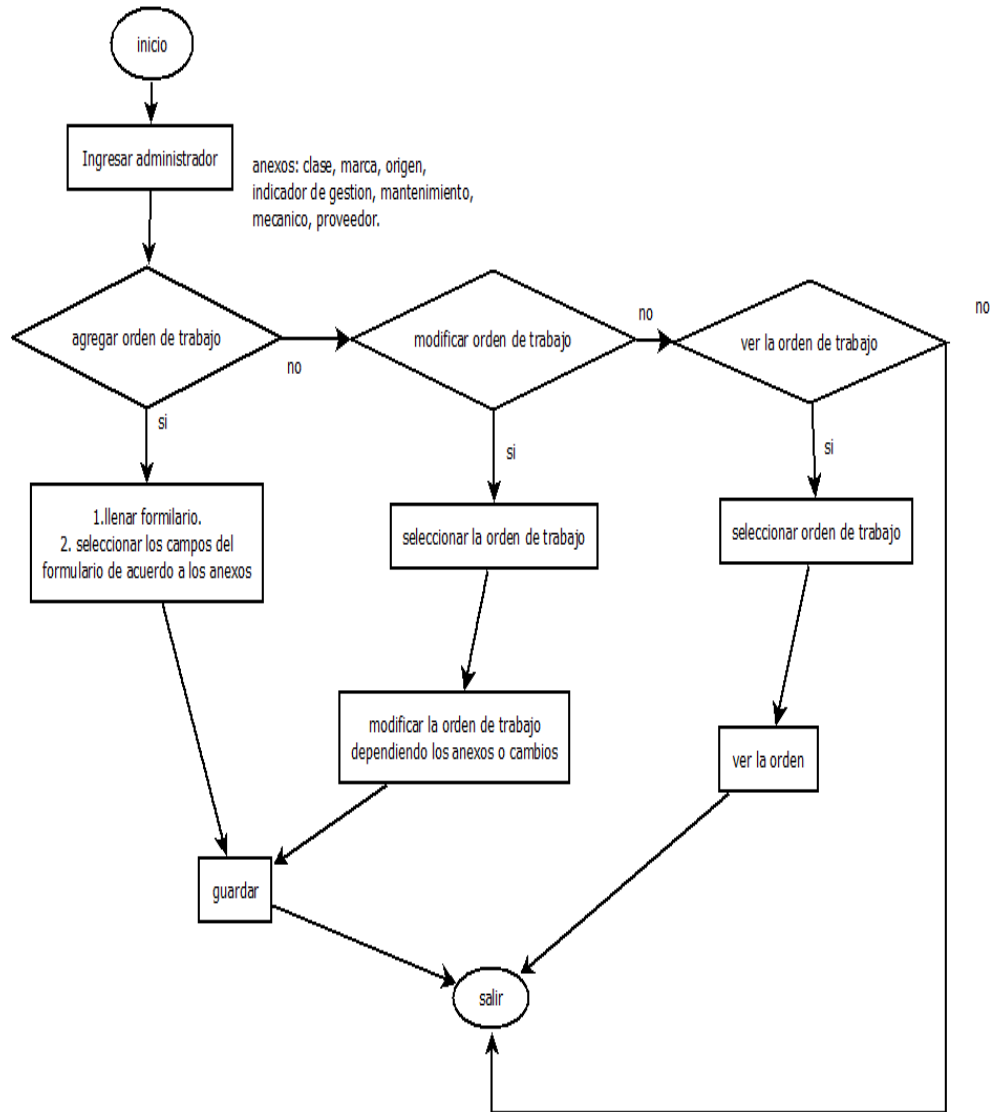 inicio
Ingresar administrador
anexos: clase, marca, origen,
indicador de gestion, mantenimiento,
mecanico, proveedor.
agregar orden de trabajo
no
modificar orden de trabajo
no
ver la orden de trabajo
no
si
si
si
1.llenar formilario.
2. seleccionar los campos del
formulario de acuerdo a los anexos
seleccionar la orden de trabajo
seleccionar orden de trabajo
modificar la orden de trabajo
dependiendo los anexos o cambios
ver la orden
guardar
salir